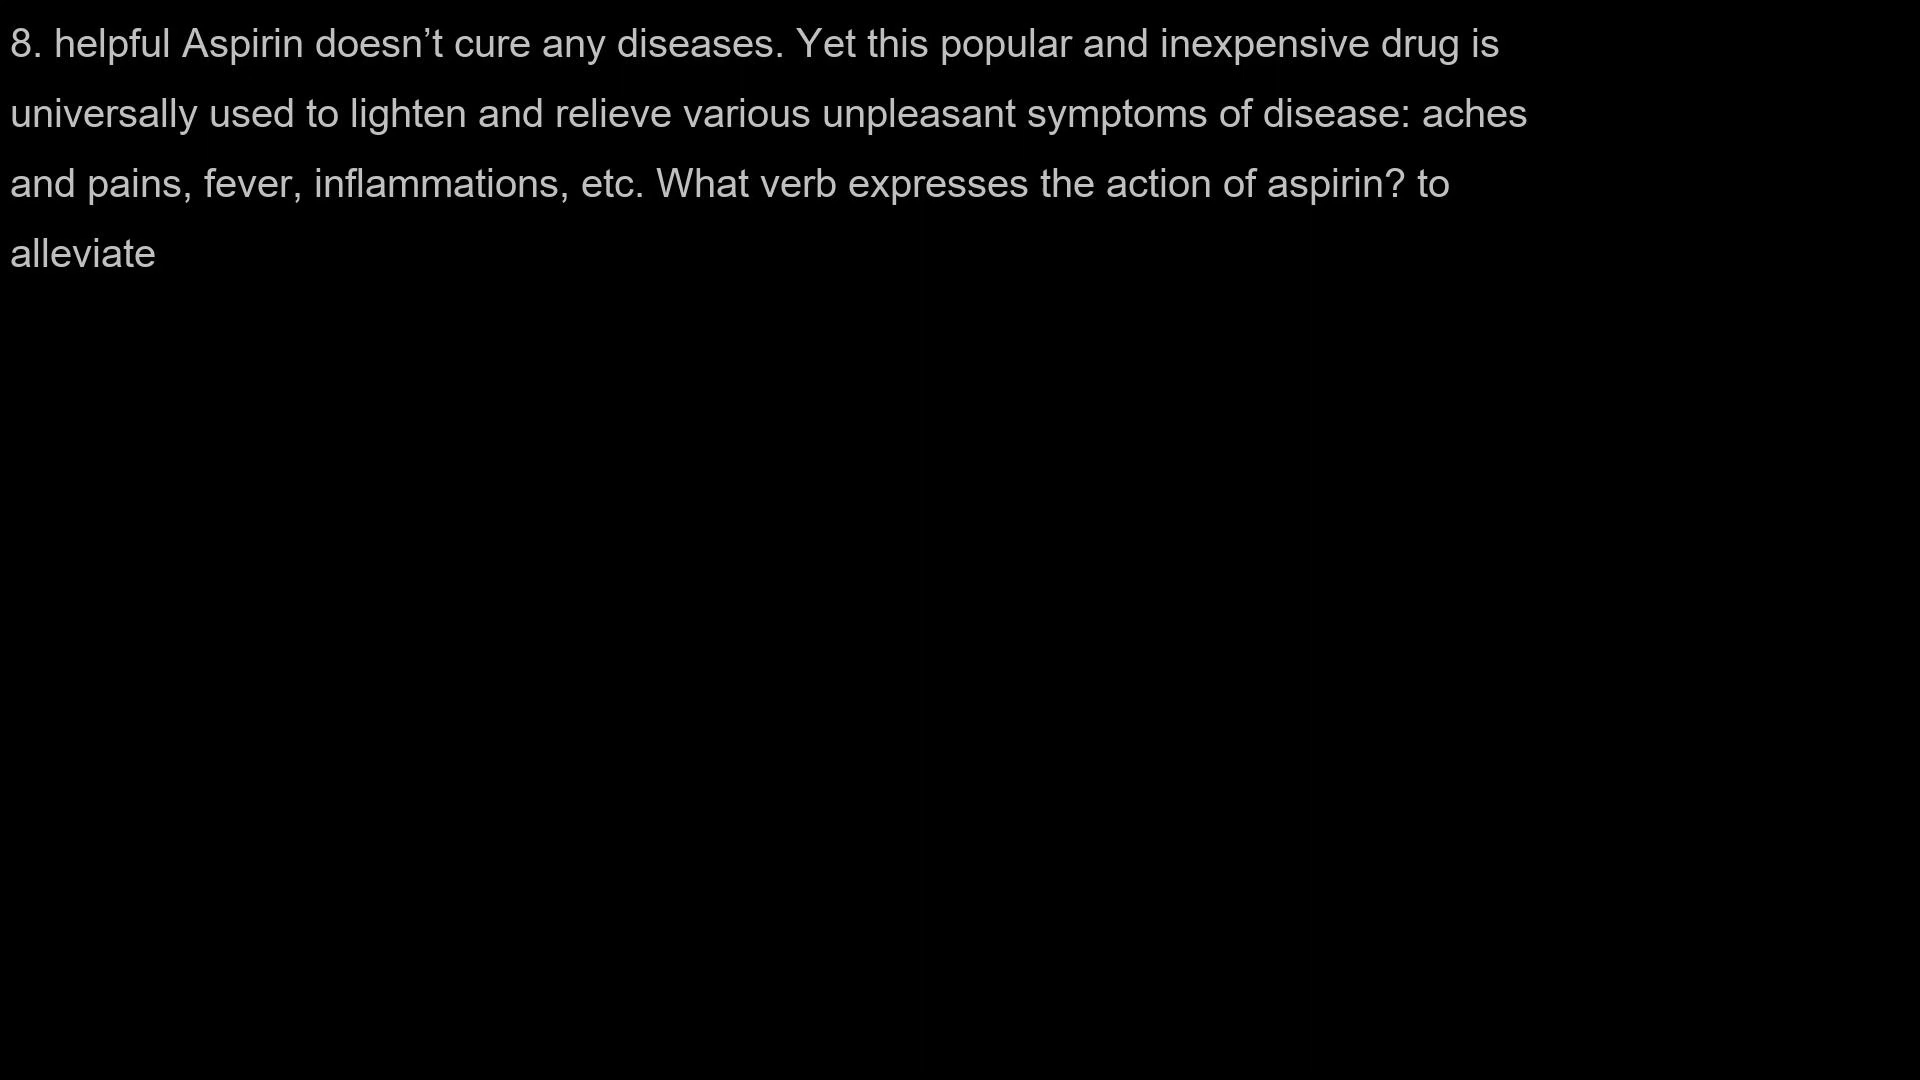 8. helpful Aspirin doesn’t cure any diseases. Yet this popular and inexpensive drug is
universally used to lighten and relieve various unpleasant symptoms of disease: aches
and pains, fever, inflammations, etc. What verb expresses the action of aspirin? to
alleviate